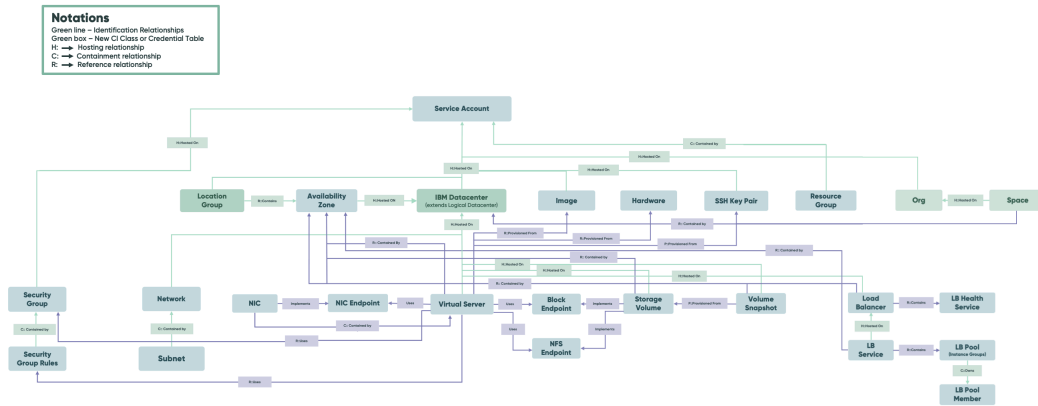 Notations
Green line – Identification Relationships
Green box – New CI Class or Credential Table
H: Hosting relationship
C: Containment relationship
R: Reference relationship
Service Account
H:Hosted On
C: Contained by
H:Hosted On
H:Hosted On
H:Hosted On
Location
Group
R:Contains
Availability
Zone
H:Hosted ON
IBM Datacenter
(extends Logical Datacenter)
Image
Hardware
SSH Key Pair
Resource
Group
Org
H:Hosted On
Space
H:Hosted On
R: Contained by
R:Provisioned From
R:Provisioned From
R: Contained By
R: Contained by
R: Contained by
H:Hosted On
H:Hosted On
H:Hosted On
R: Contained by
Security
Group
Network
NIC
Implements
NIC Endpoint
Uses
Virtual Server
Uses
Block
Endpoint
Implements
Storage
Volume
Volume
Snapshot
Load
Balancer
R:Contains
LB Health
Service
C: Contained by
C: Contained by
C: Contained by
Uses
Implements
H:Hosted On
NFS
Endpoint
Security
Group Rules
Subnet
LB
Service
R:Contains
LB Pool
(Instance Groups)
R:Uses
LB Pool
Member